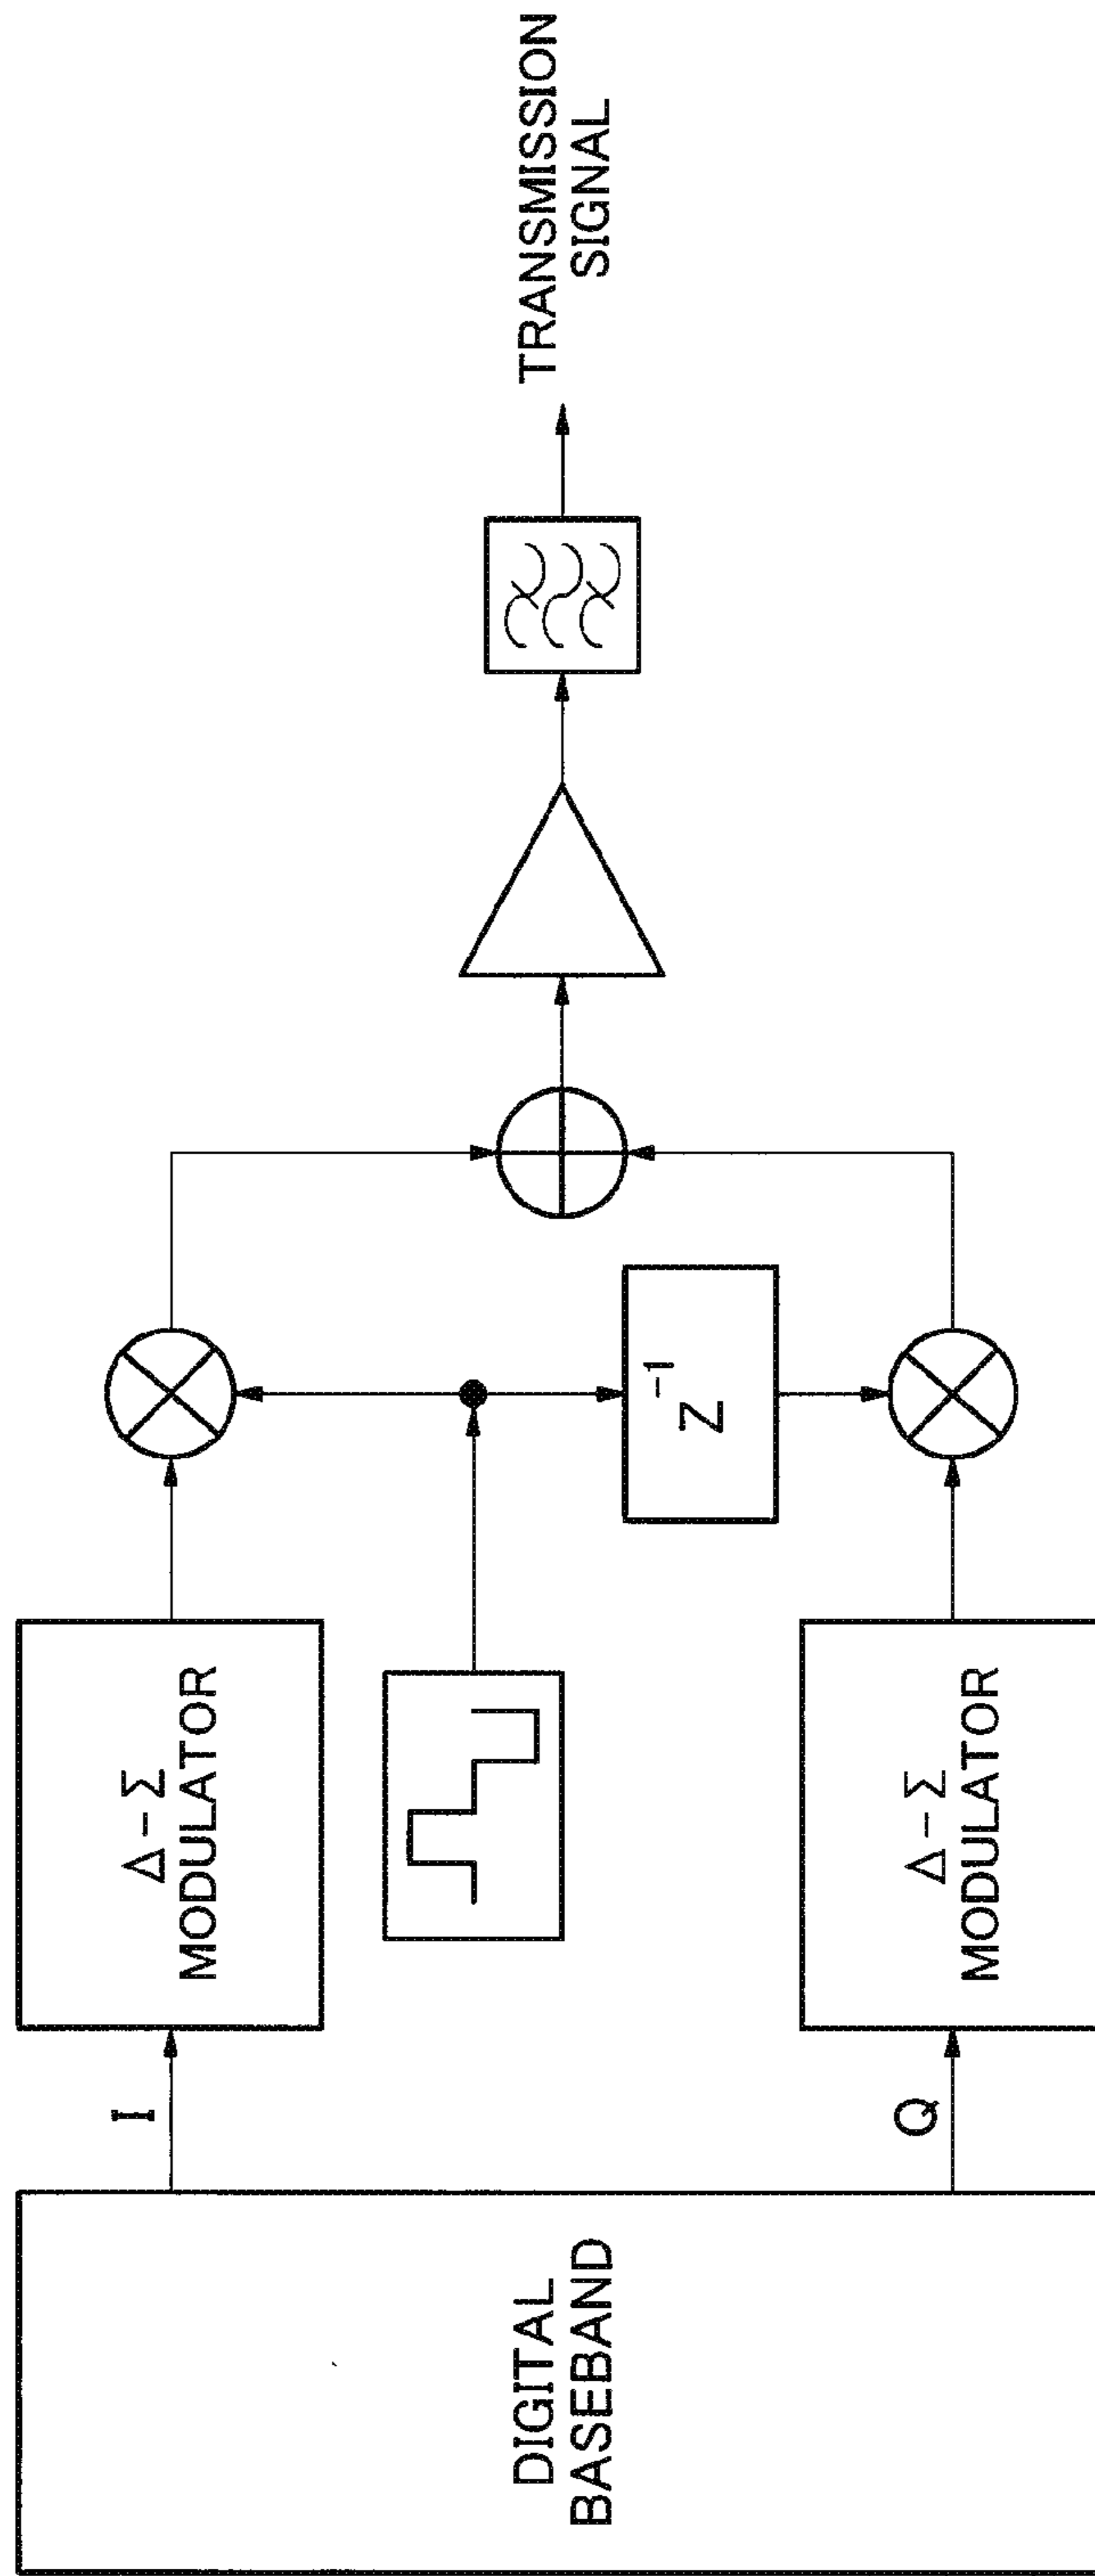 DIGITAL
BASEBAND
I
Q
Δ-Σ
MODULATOR
Δ-Σ
MODULATOR
Z⁻¹
TRANSMISSION
SIGNAL